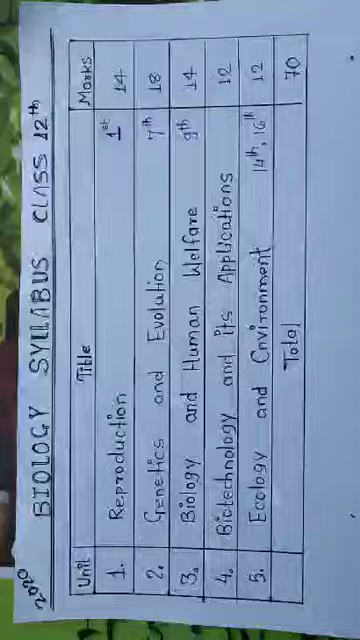 2020
BIOLOGY SYLLABUS CLASS 12th
Unit Title Marks
1. Reproduction 1st 14
2. Genetics and Evolution 7th 18
3. Biology and Human Welfare 9th 14
4. Biotechnology and its Applications 12
5. Ecology and Environment 14th, 16th 12
Total 70